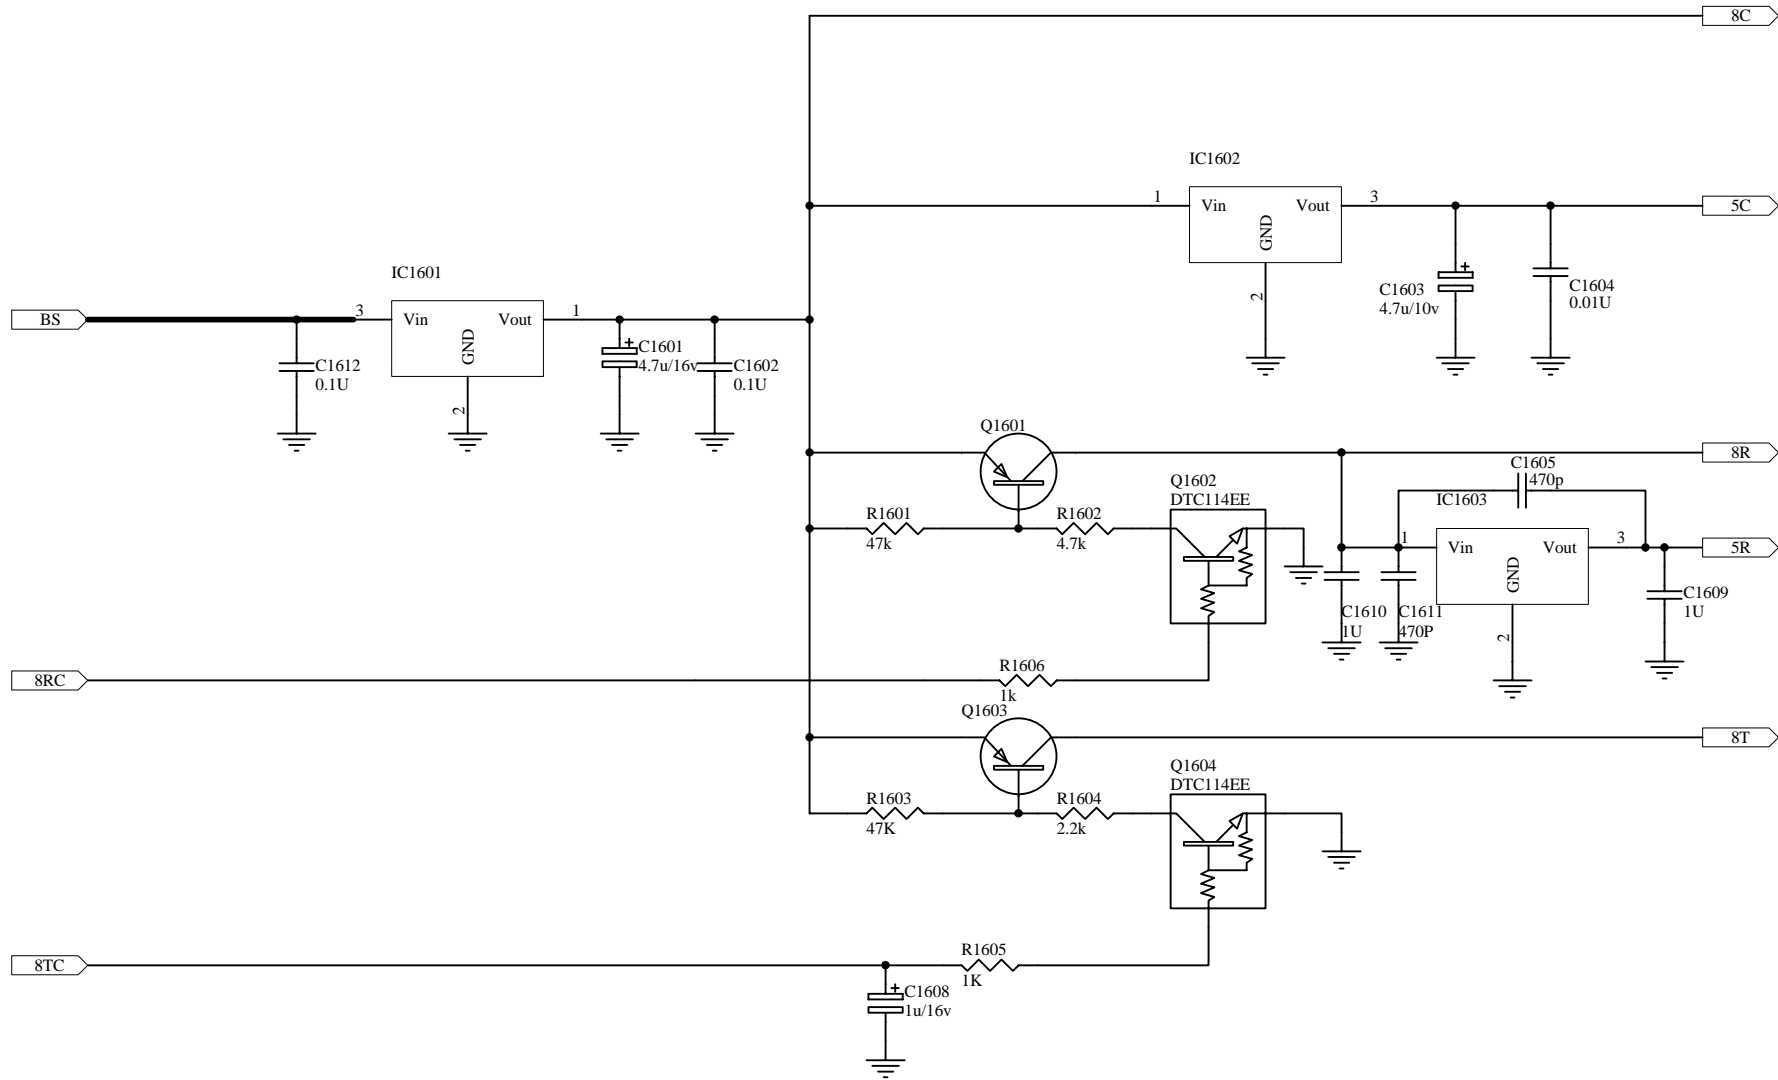 8C
IC1602
1
Vin
Vout
3
GND
2
5C
C1603
4.7u/10v
C1604
0.01U
IC1601
BS
3
Vin
Vout
1
GND
2
C1612
0.1U
C1601
4.7u/16v
C1602
0.1U
Q1601
8R
C1605
470p
Q1602
DTC114EE
IC1603
R1601
47k
R1602
4.7k
1
Vin
Vout
3
GND
2
5R
C1610
1U
C1611
470P
C1609
1U
8RC
R1606
1k
Q1603
8T
Q1604
DTC114EE
R1603
47K
R1604
2.2k
8TC
R1605
1K
C1608
1u/16v